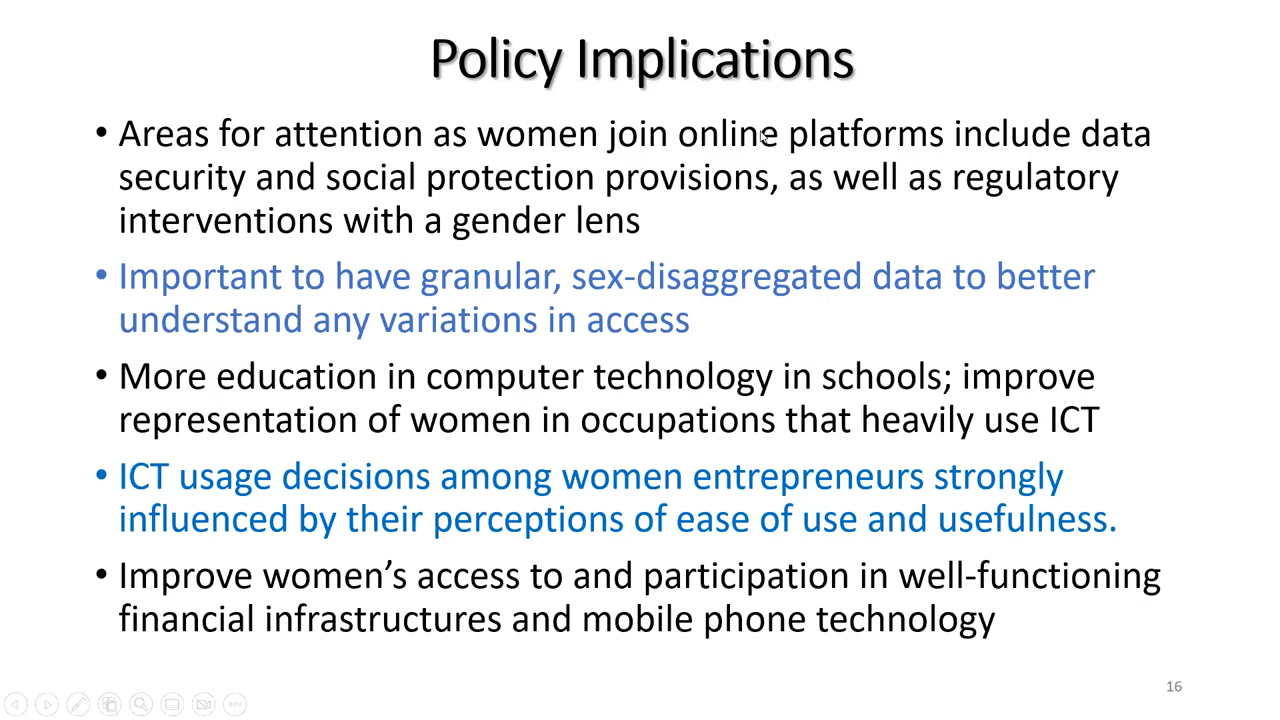 Policy Implications
• Areas for attention as women join online platforms include data
security and social protection provisions, as well as regulatory
interventions with a gender lens
• Important to have granular, sex-disaggregated data to better
understand any variations in access
• More education in computer technology in schools; improve
representation of women in occupations that heavily use ICT
• ICT usage decisions among women entrepreneurs strongly
influenced by their perceptions of ease of use and usefulness.
• Improve women’s access to and participation in well-functioning
financial infrastructures and mobile phone technology
16